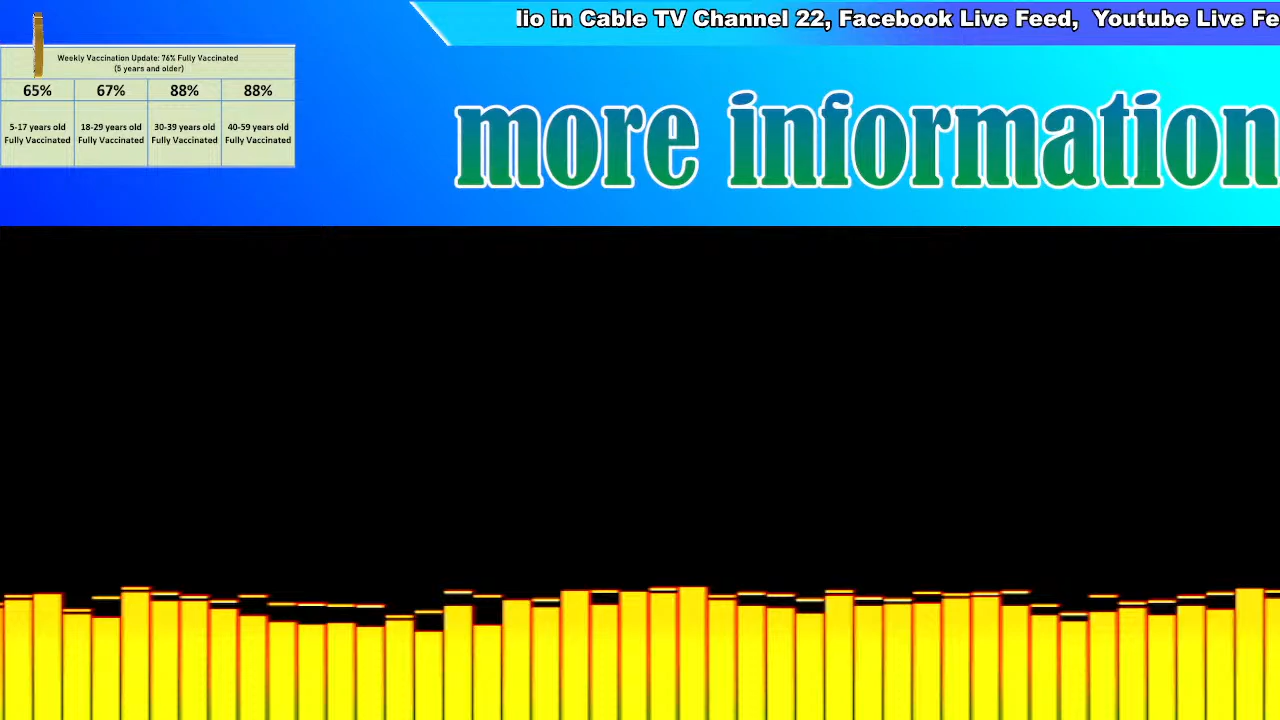 lio in Cable TV Channel 22, Facebook Live Feed, Youtube Live Fe
Weekly Vaccination Update: 76% Fully Vaccinated
(5 years and older)
65% 67% 88% 88%
5-17 years old 18-29 years old 30-39 years old 40-59 years old
Fully Vaccinated Fully Vaccinated Fully Vaccinated Fully Vaccinated
more information